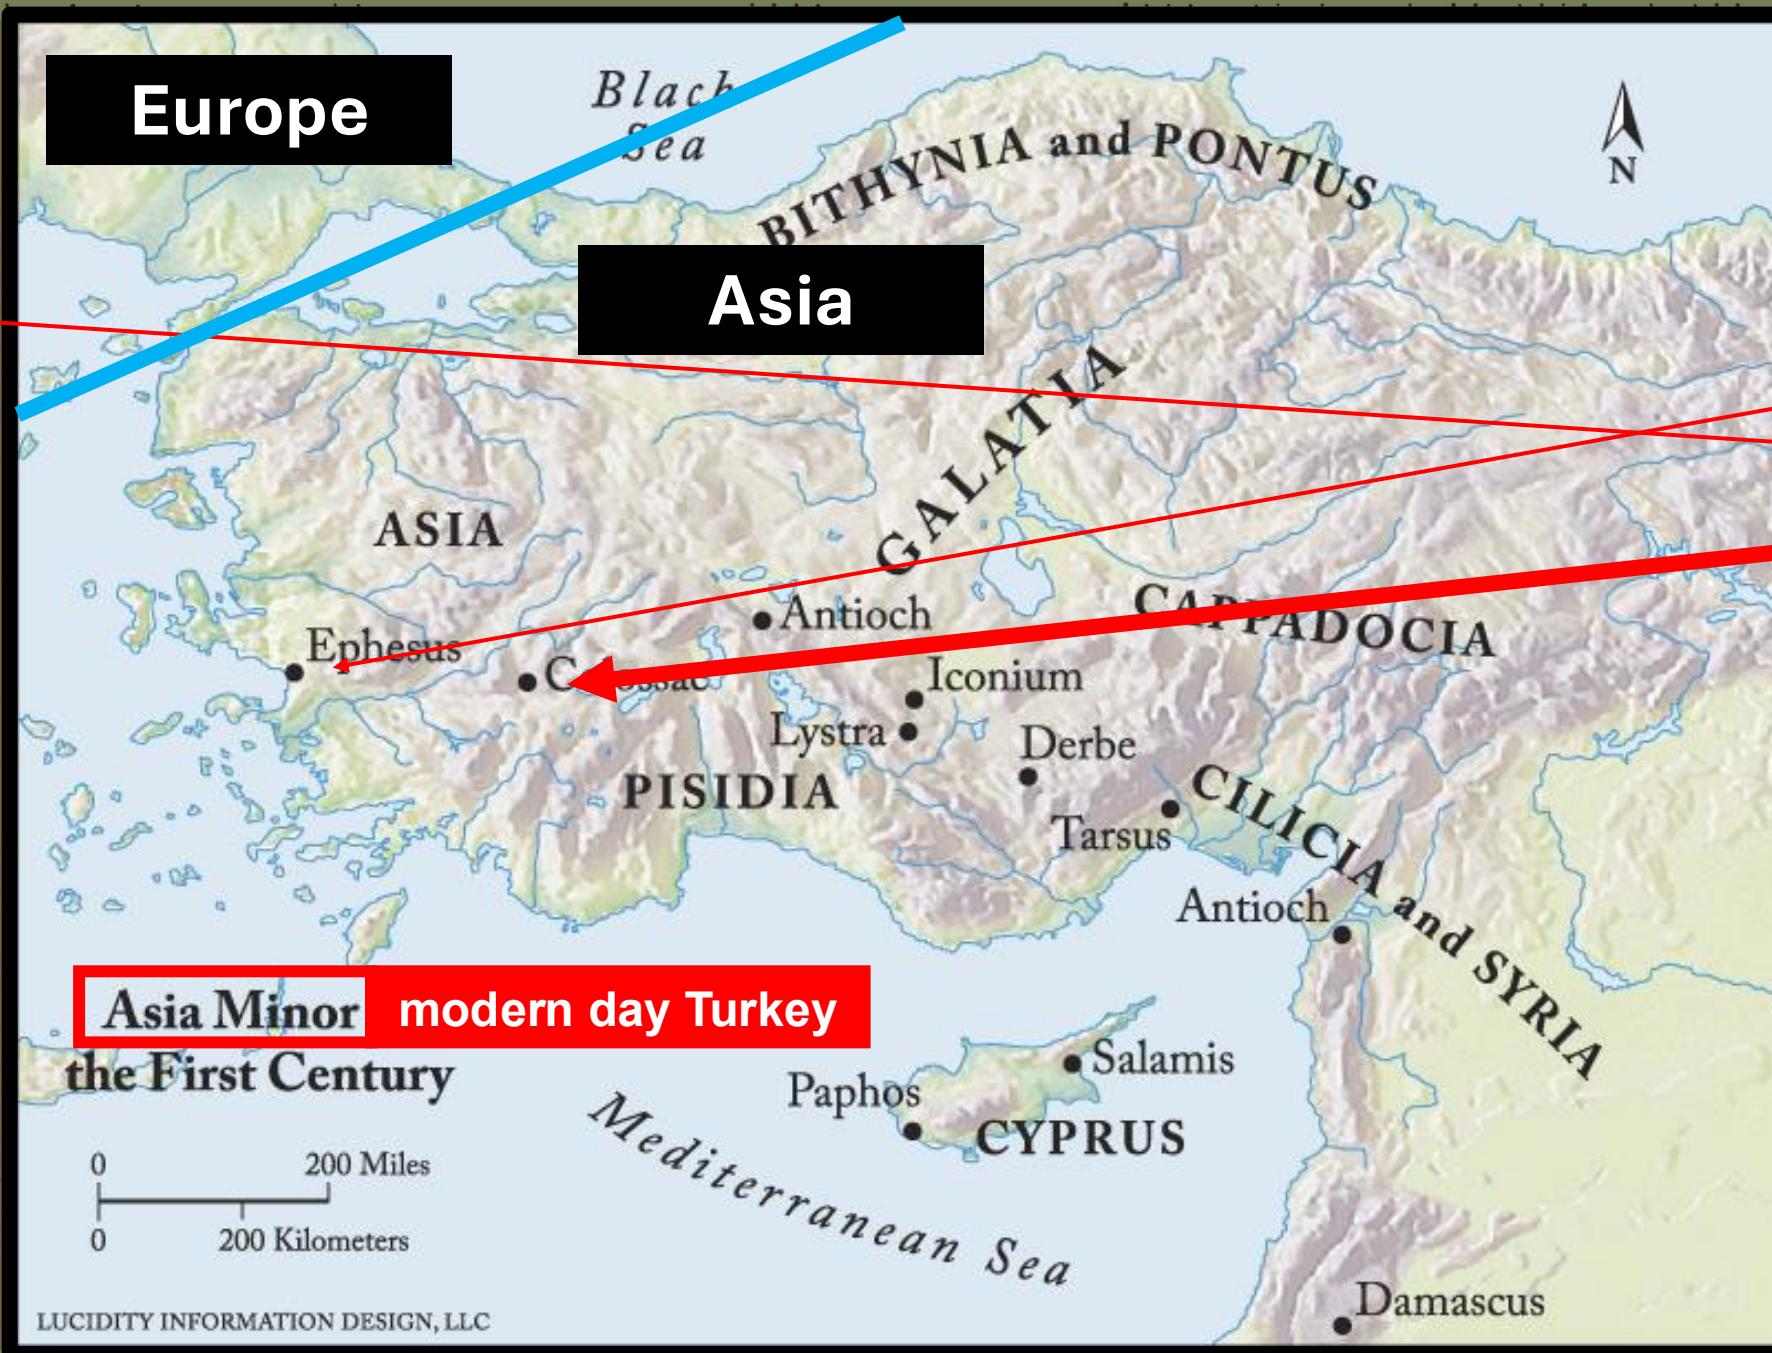 Europe
Black
Sea
BITHYNIA and PONTUS
N
Asia
GALATIA
ASIA
CAPPADOCIA
Antioch
Ephesus
Colossae
Iconium
Lystra
Derbe
PISIDIA
CILICIA and SYRIA
Tarsus
Antioch
Asia Minor modern day Turkey
the First Century
Salamis
Paphos
CYPRUS
Mediterranean Sea
0 200 Miles
0 200 Kilometers
Damascus
LUCIDITY INFORMATION DESIGN, LLC